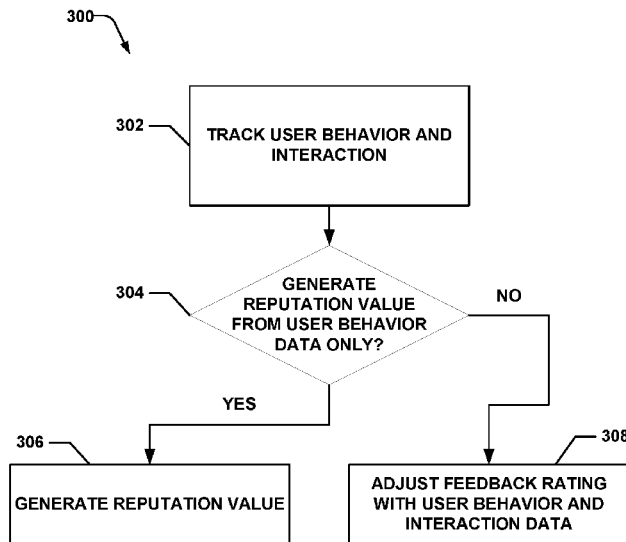 300
302
TRACK USER BEHAVIOR AND
INTERACTION
304
GENERATE
REPUTATION VALUE
FROM USER BEHAVIOR
DATA ONLY?
NO
YES
306
308
GENERATE REPUTATION VALUE
ADJUST FEEDBACK RATING
WITH USER BEHAVIOR AND
INTERACTION DATA